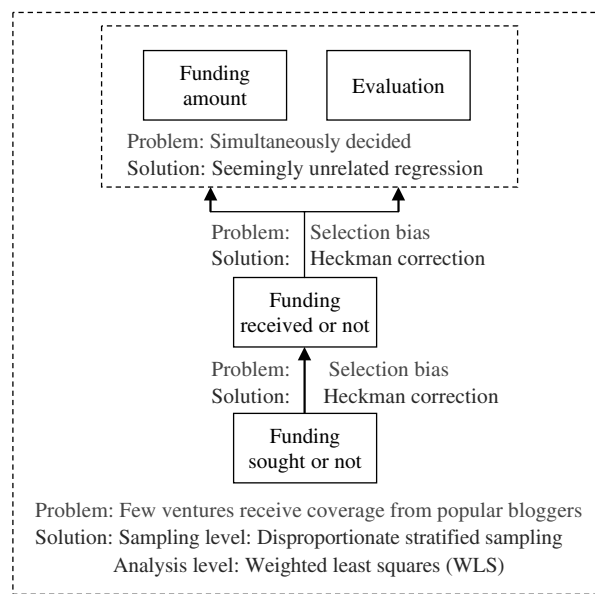 Funding
amount
Evaluation
Problem: Simultaneously decided
Solution: Seemingly unrelated regression
Problem: Selection bias
Solution: Heckman correction
Funding
received or not
Problem: Selection bias
Solution: Heckman correction
Funding
sought or not
Problem: Few ventures receive coverage from popular bloggers
Solution: Sampling level: Disproportionate stratified sampling
Analysis level: Weighted least squares (WLS)